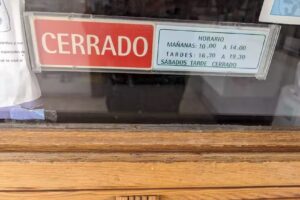 CERRADO
HORARIO
MAÑANAS: 10,00 A 14,00
TARDES: 16,30 A 19,30
SABADOS TARDE CERRADO